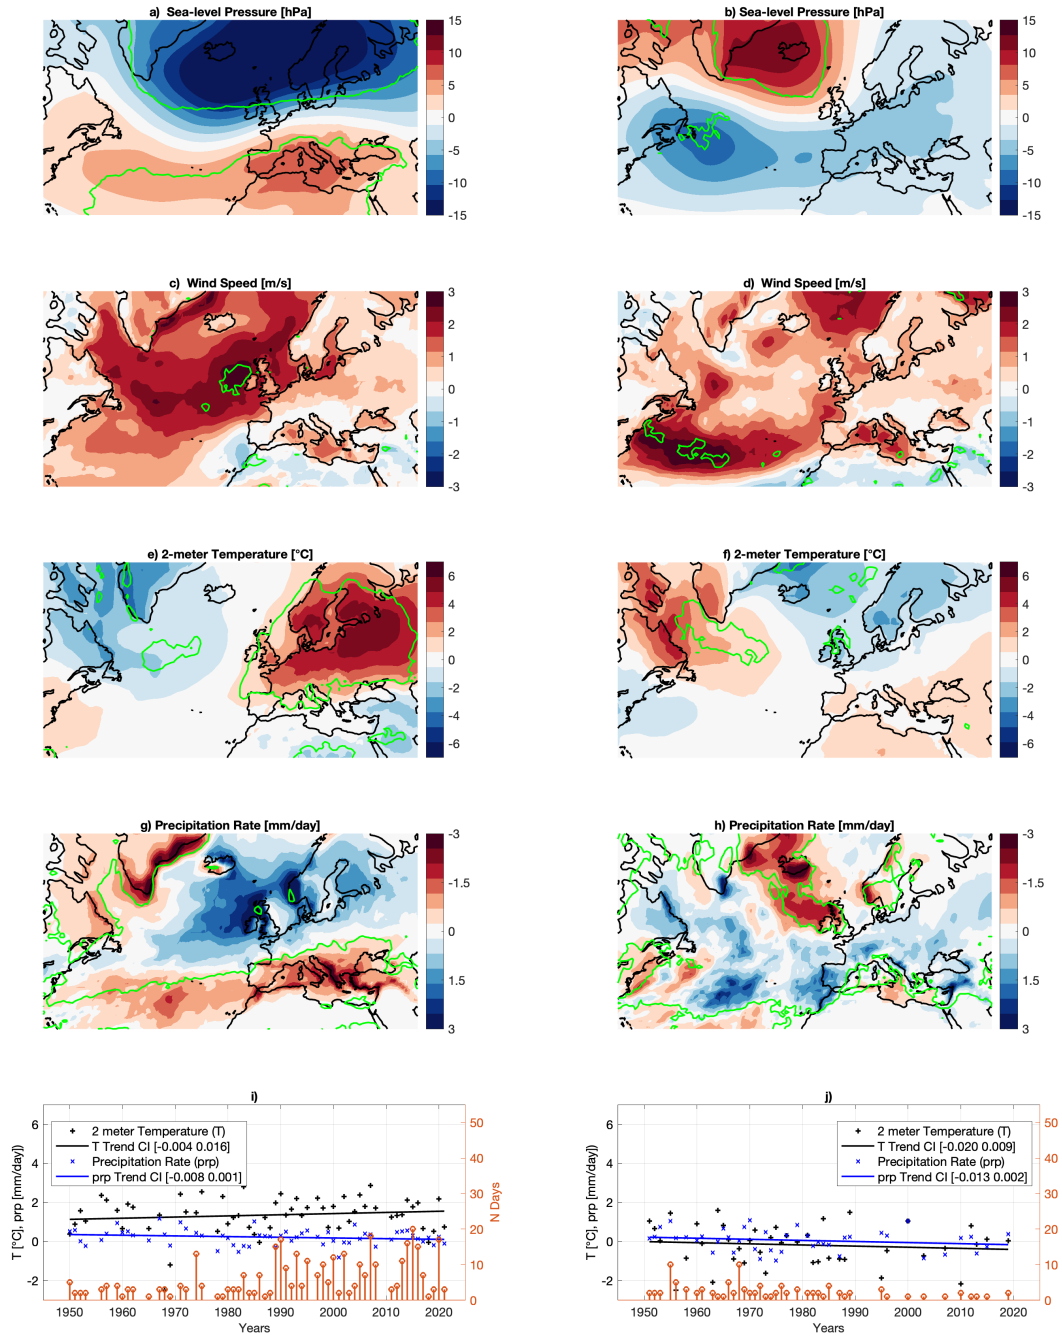 a) Sea-level Pressure [hPa]
15
10
5
0
-5
-10
-15
b) Sea-level Pressure [hPa]
15
10
5
0
-5
-10
-15
c) Wind Speed [m/s]
3
2
1
0
-1
-2
-3
d) Wind Speed [m/s]
3
2
1
0
-1
-2
-3
e) 2-meter Temperature [°C]
6
4
2
0
-2
-4
-6
f) 2-meter Temperature [°C]
6
4
2
0
-2
-4
-6
g) Precipitation Rate [mm/day]
-3
-1.5
0
1.5
3
h) Precipitation Rate [mm/day]
-3
-1.5
0
1.5
3
i)
T [°C], prp [mm/day]
6
4
2
0
-2
2 meter Temperature (T)
T Trend CI [-0.004 0.016]
Precipitation Rate (prp)
prp Trend CI [-0.008 0.001]
50
40
30
20
10
0
N Days
1950 1960 1970 1980 1990 2000 2010 2020
Years
j)
T [°C], prp [mm/day]
6
4
2
0
-2
2 meter Temperature (T)
T Trend CI [-0.020 0.009]
Precipitation Rate (prp)
prp Trend CI [-0.013 0.002]
50
40
30
20
10
0
N Days
1950 1960 1970 1980 1990 2000 2010 2020
Years